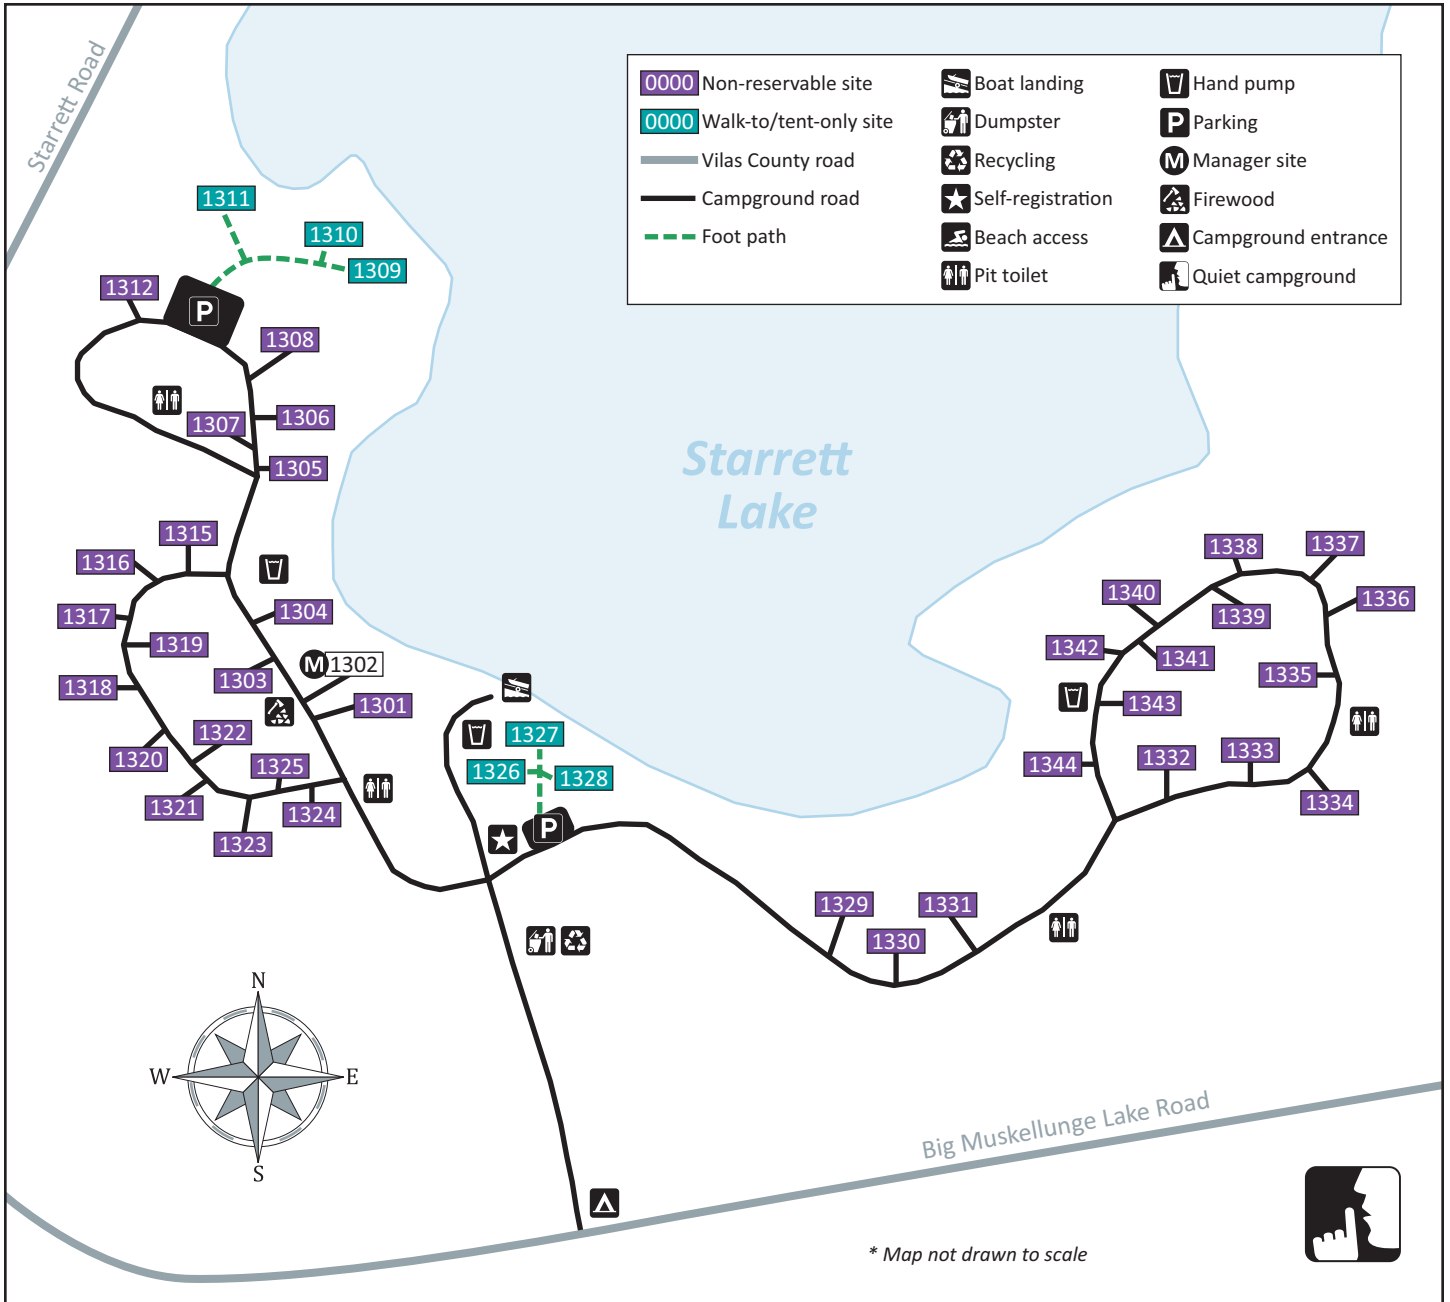 Starrett Road
0000 Non-reservable site
0000 Walk-to/tent-only site
Vilas County road
Campground road
Foot path
Boat landing
Dumpster
Recycling
Self-registration
Beach access
Pit toilet
Hand pump
P Parking
M Manager site
Firewood
Campground entrance
Quiet campground
1311
1310
1309
1312
P
1308
1306
1307
1305
Starrett
Lake
1315
1316
1317
1319
1318
1304
M 1302
1303
1301
1322
1320
1325
1321
1324
1323
1327
1326
1328
P
1338
1337
1340
1336
1339
1342
1341
1335
1343
1344
1332
1333
1334
1329
1331
1330
N
W
E
S
Big Muskellunge Lake Road
* Map not drawn to scale